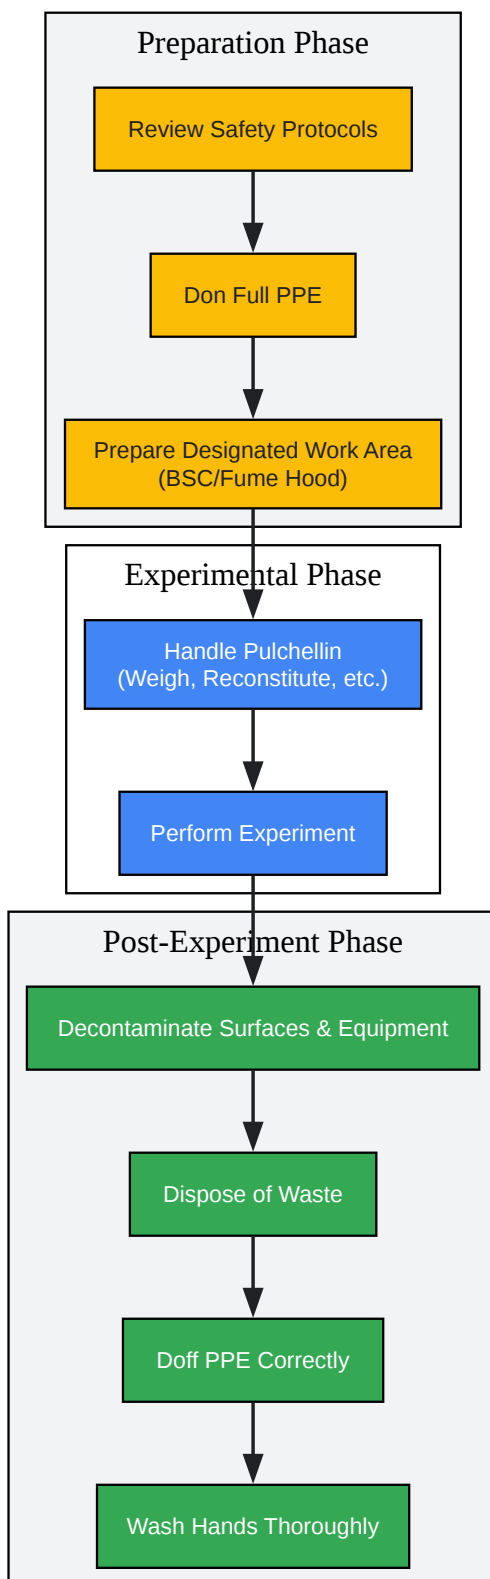 Preparation Phase
Review Safety Protocols
Don Full PPE
Prepare Designated Work Area
(BSC/Fume Hood)
Experimental Phase
Handle Pulchellin
(Weigh, Reconstitute, etc.)
Perform Experiment
Post-Experiment Phase
Decontaminate Surfaces & Equipment
Dispose of Waste
Doff PPE Correctly
Wash Hands Thoroughly